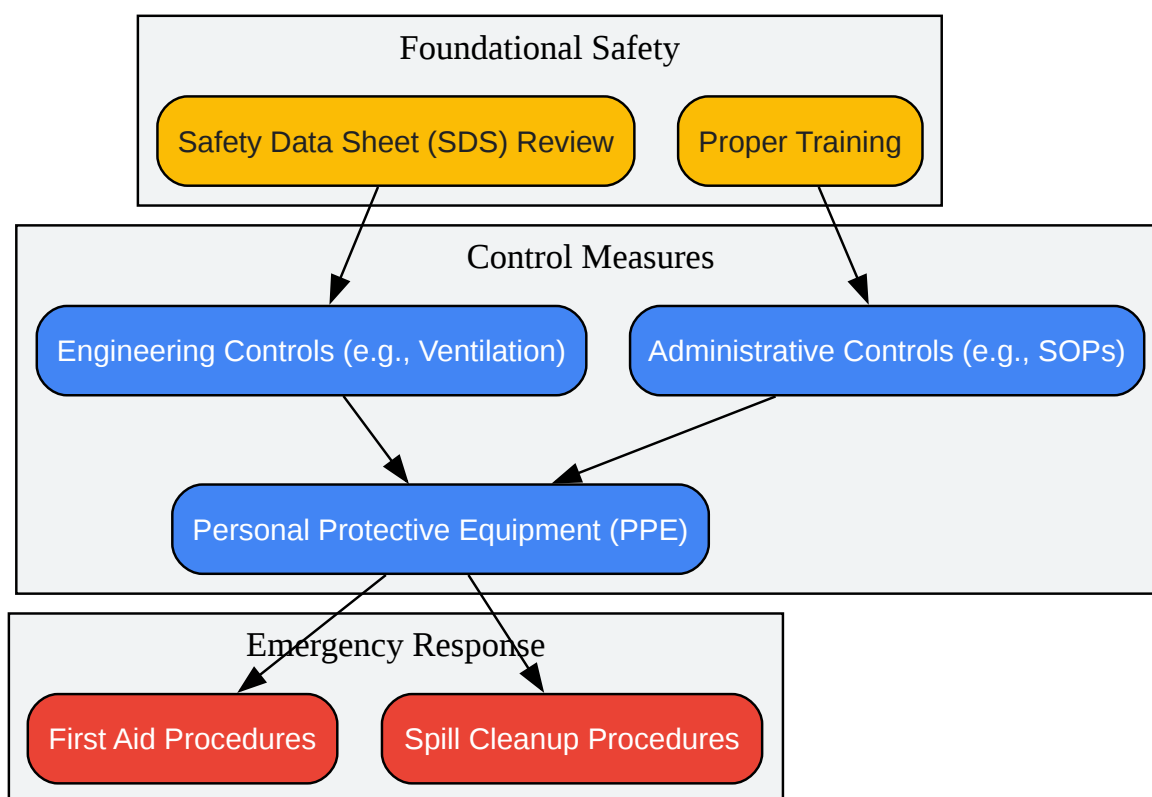 Foundational Safety
Safety Data Sheet (SDS) Review
Proper Training
Control Measures
Engineering Controls (e.g., Ventilation)
Administrative Controls (e.g., SOPs)
Personal Protective Equipment (PPE)
Emergency Response
First Aid Procedures
Spill Cleanup Procedures